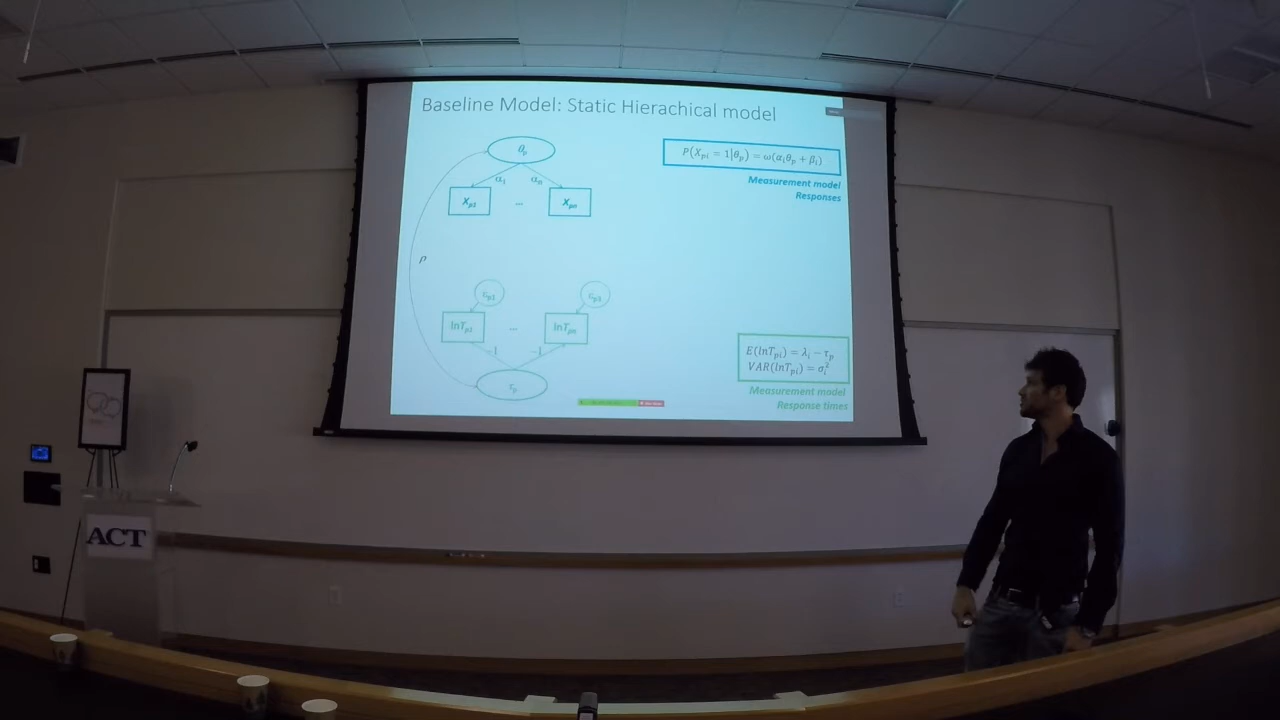 Baseline Model: Static Hierachical model
θₚ
P(Xₚᵢ = 1|θₚ) = ω(αᵢθₚ + βᵢ)
αᵢ αₙ
Measurement model
Responses
Xₚ₁ ... Xₚₙ
ρ
lnTₚ₁ ... lnTₚₙ
-1 -1
E(lnTₚᵢ) = λᵢ − τₚ
VAR(lnTₚᵢ) = σᵢ²
τₚ
Measurement model
Response times
ACT